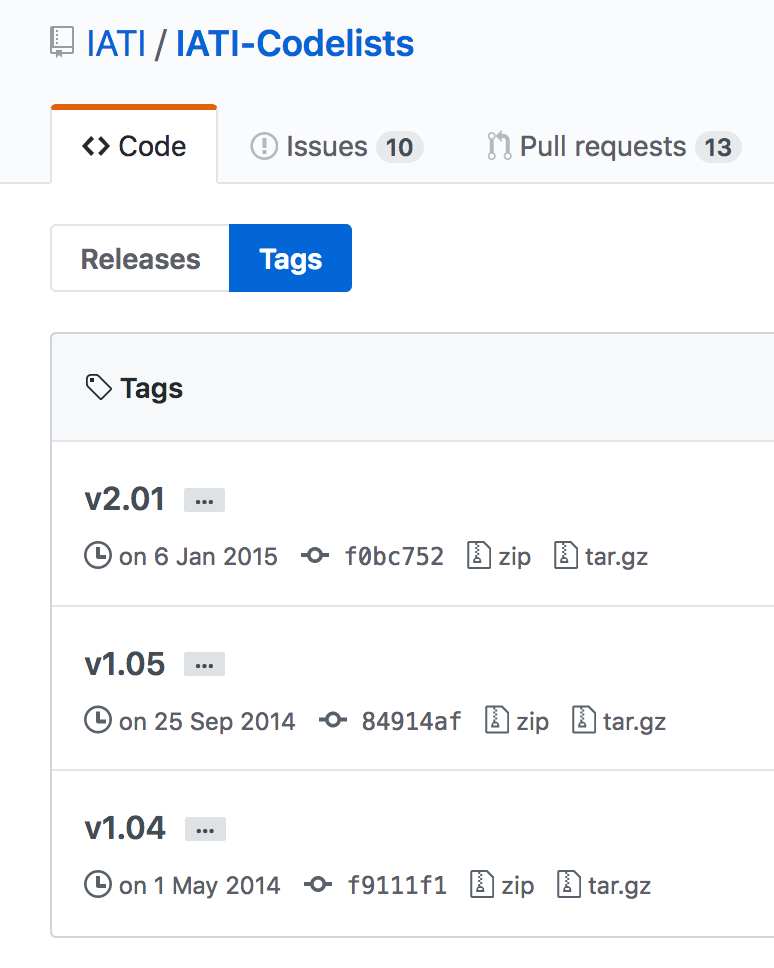 IATI / IATI-Codelists
Code Issues 10 Pull requests 13
Releases Tags
Tags
v2.01 ...
on 6 Jan 2015 f0bc752 zip tar.gz
v1.05 ...
on 25 Sep 2014 84914af zip tar.gz
v1.04 ...
on 1 May 2014 f9111f1 zip tar.gz